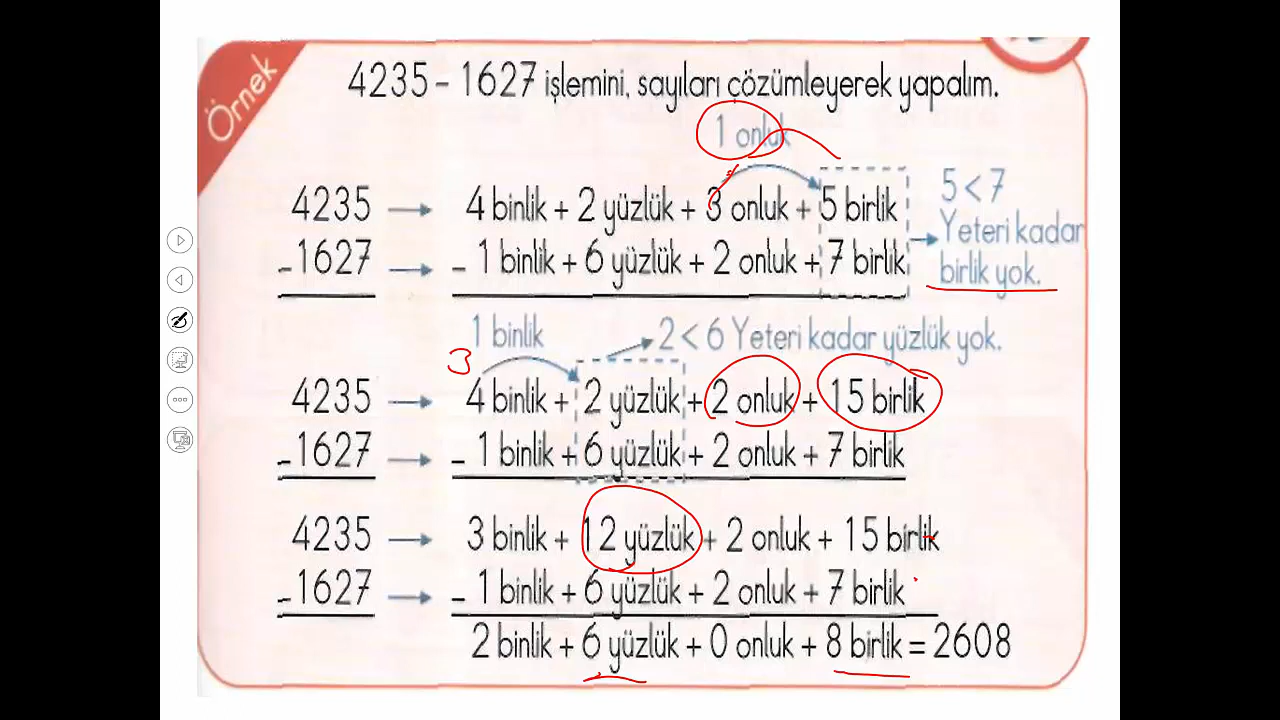 Örnek
4235 - 1627 işlemini, sayıları çözümleyerek yapalım.
1 onluk
4235 → 4 binlik + 2 yüzlük + 3 onluk + 5 birlik
5 < 7
Yeteri kadar
birlik yok.
-1627 → - 1 binlik + 6 yüzlük + 2 onluk + 7 birlik
1 binlik
2 < 6 Yeteri kadar yüzlük yok.
3
4235 → 4 binlik + 2 yüzlük + 2 onluk + 15 birlik
-1627 → - 1 binlik + 6 yüzlük + 2 onluk + 7 birlik
4235 → 3 binlik + 12 yüzlük + 2 onluk + 15 birlik
-1627 → - 1 binlik + 6 yüzlük + 2 onluk + 7 birlik
2 binlik + 6 yüzlük + 0 onluk + 8 birlik = 2608